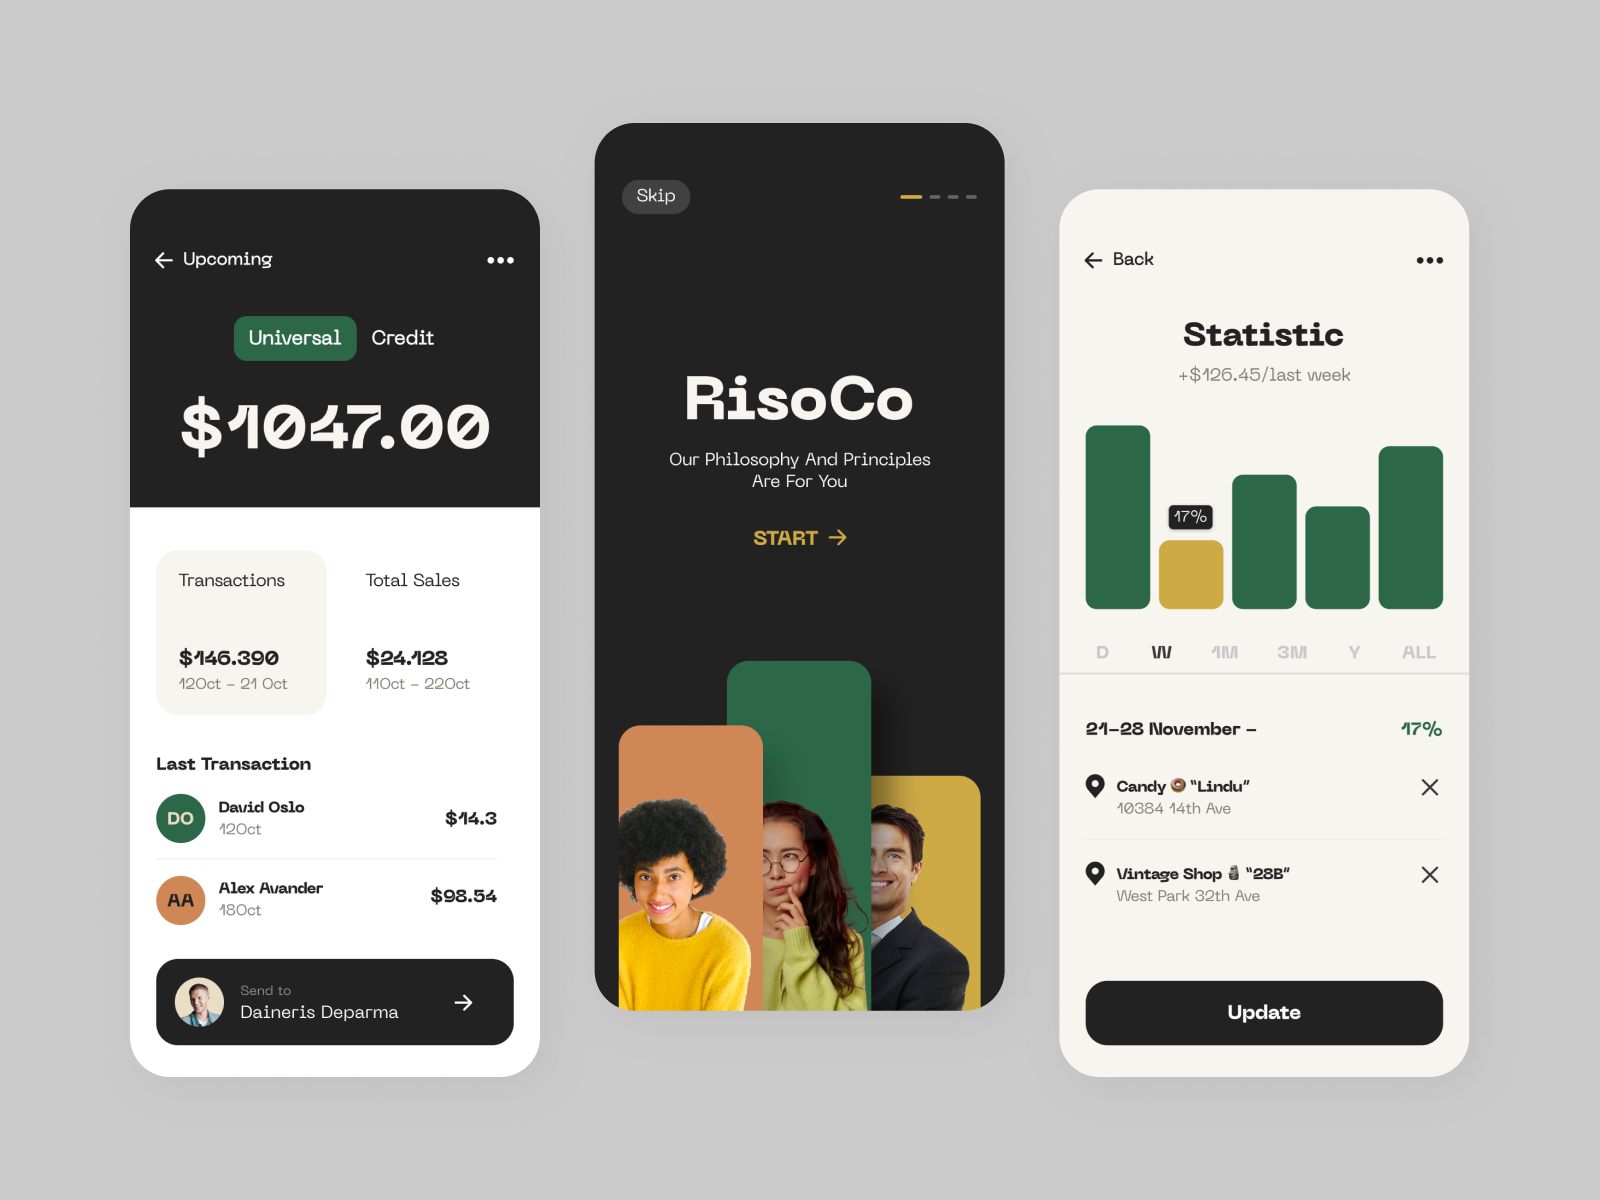 Upcoming
Universal Credit
$1047.00
Transactions
$146.390
12Oct - 21 Oct
Total Sales
$24.128
11Oct - 22Oct
Last Transaction
DO
David Oslo
12Oct
$14.3
AA
Alex Avander
18Oct
$98.54
Send to
Daineris Deparma
Skip
RisoCo
Our Philosophy And Principles
Are For You
START
Back
Statistic
+$126.45/last week
17%
D W 1M 3M Y ALL
21-28 November - 17%
Candy 🍩 "Lindu"
10384 14th Ave
Vintage Shop "28B"
West Park 32th Ave
Update